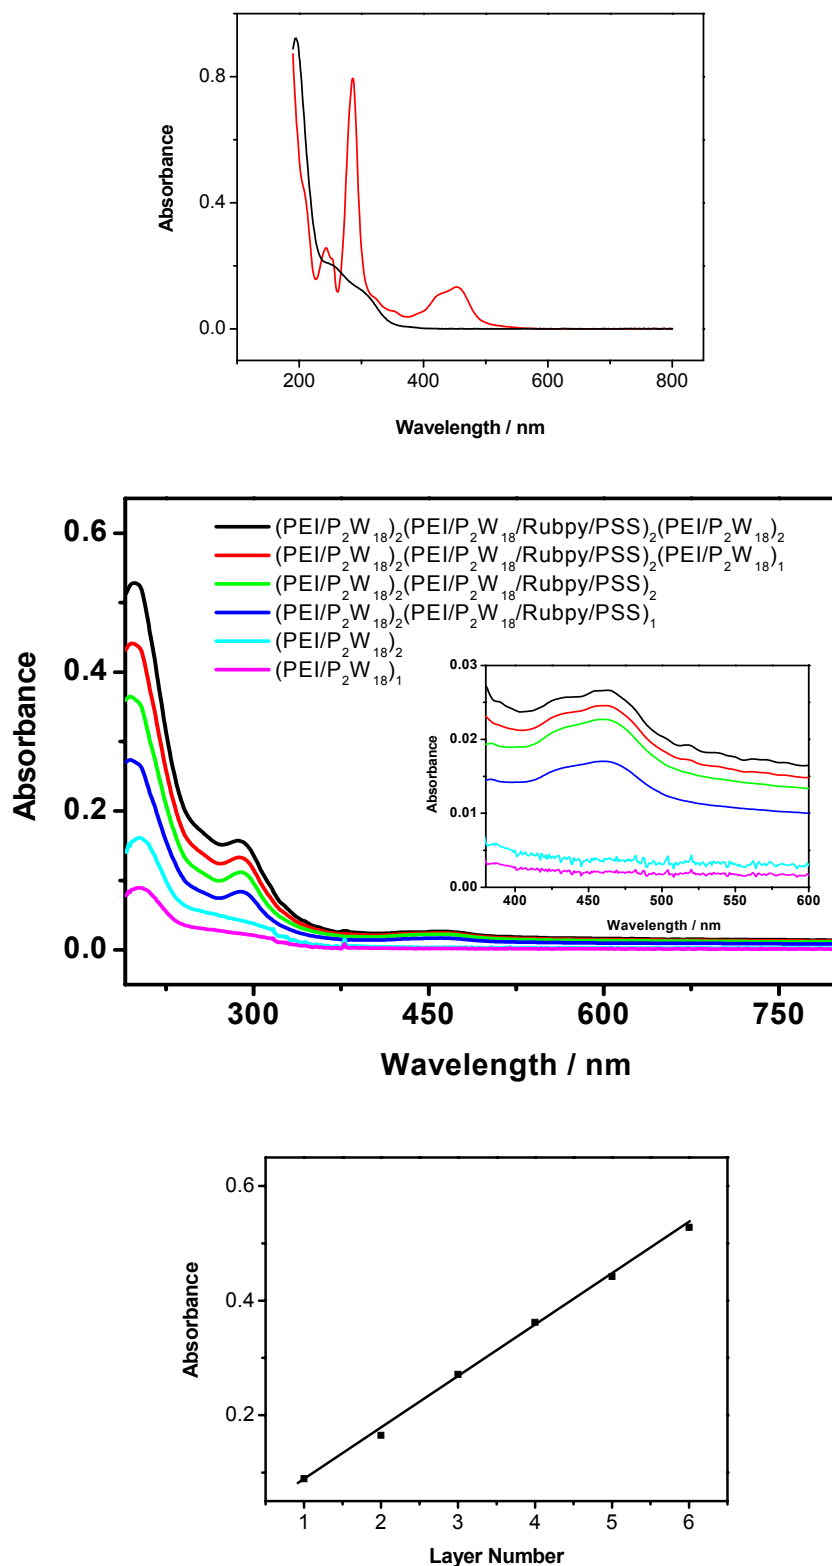 0.8
0.4
0.0
Absorbance
200 400 600 800
Wavelength / nm
0.6
0.4
0.2
0.0
Absorbance
(PEI/P2W18)2(PEI/P2W18/Rubpy/PSS)2(PEI/P2W18)2
(PEI/P2W18)2(PEI/P2W18/Rubpy/PSS)2(PEI/P2W18)1
(PEI/P2W18)2(PEI/P2W18/Rubpy/PSS)2
(PEI/P2W18)2(PEI/P2W18/Rubpy/PSS)1
(PEI/P2W18)2
(PEI/P2W18)1
0.03
0.02
0.01
0.00
Absorbance
400 450 500 550 600
Wavelength / nm
300 450 600 750
Wavelength / nm
0.6
0.4
0.2
Absorbance
1 2 3 4 5 6
Layer Number